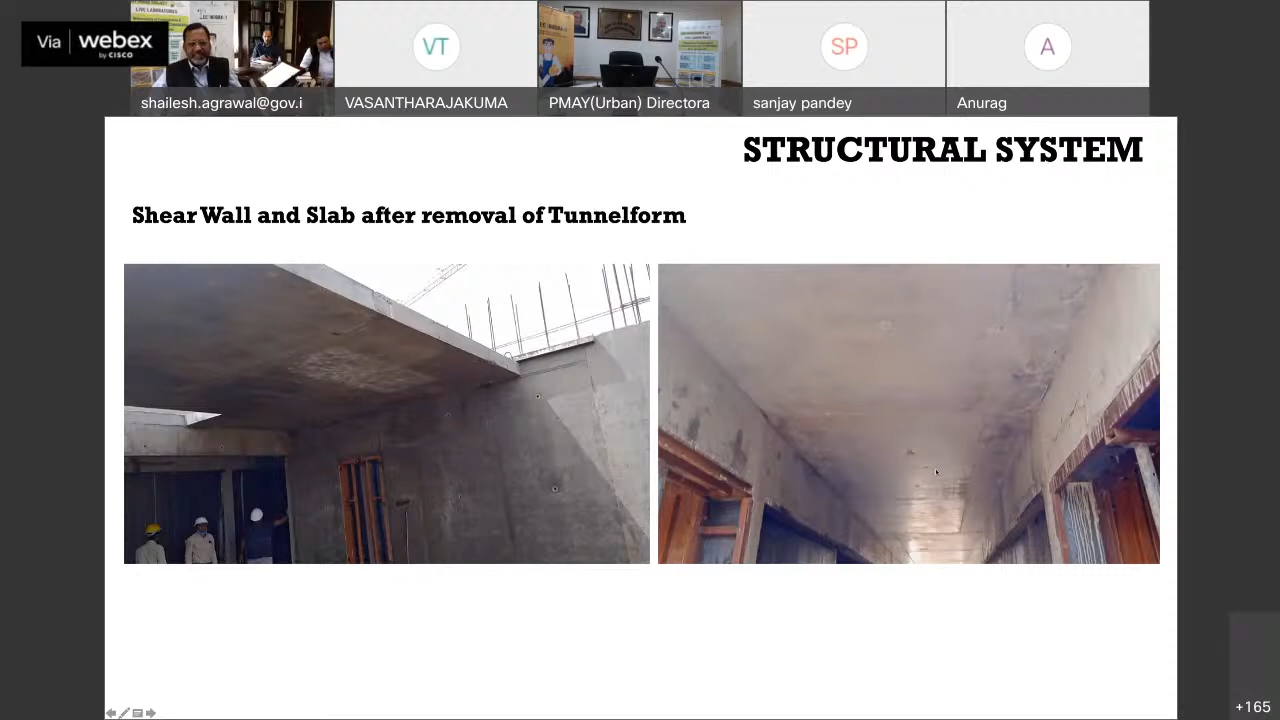 Via webex
by CISCO
shailesh.agrawal@gov.i
VASANTHARAJAKUMA
PMAY(Urban) Directora
sanjay pandey
Anurag
VT
SP
A
STRUCTURAL SYSTEM
Shear Wall and Slab after removal of Tunnelform
+165